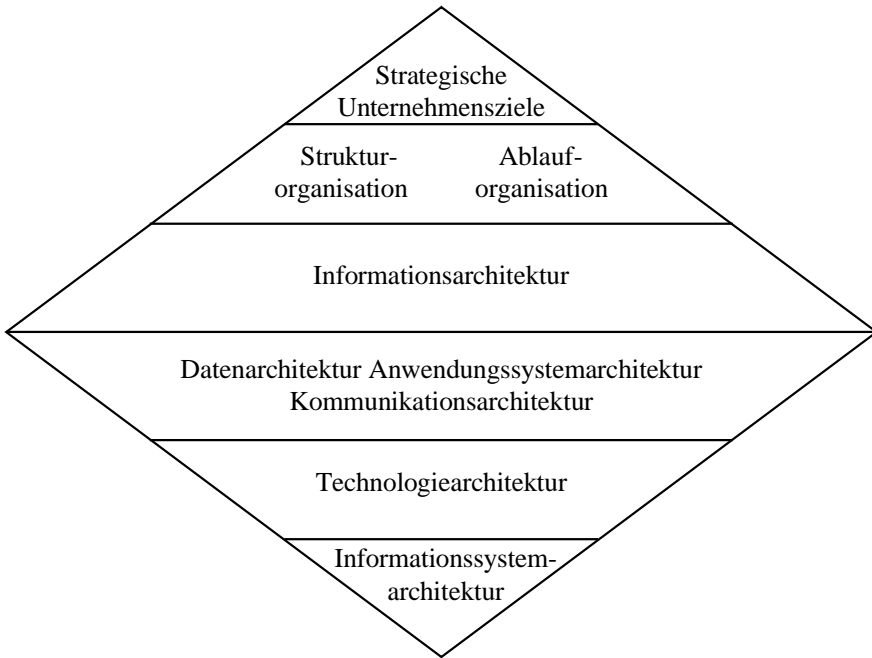 Strategische
Unternehmensziele
Struktur- Ablauf-
organisation organisation
Informationsarchitektur
Datenarchitektur Anwendungssystemarchitektur
Kommunikationsarchitektur
Technologiearchitektur
Informationssystem-
architektur